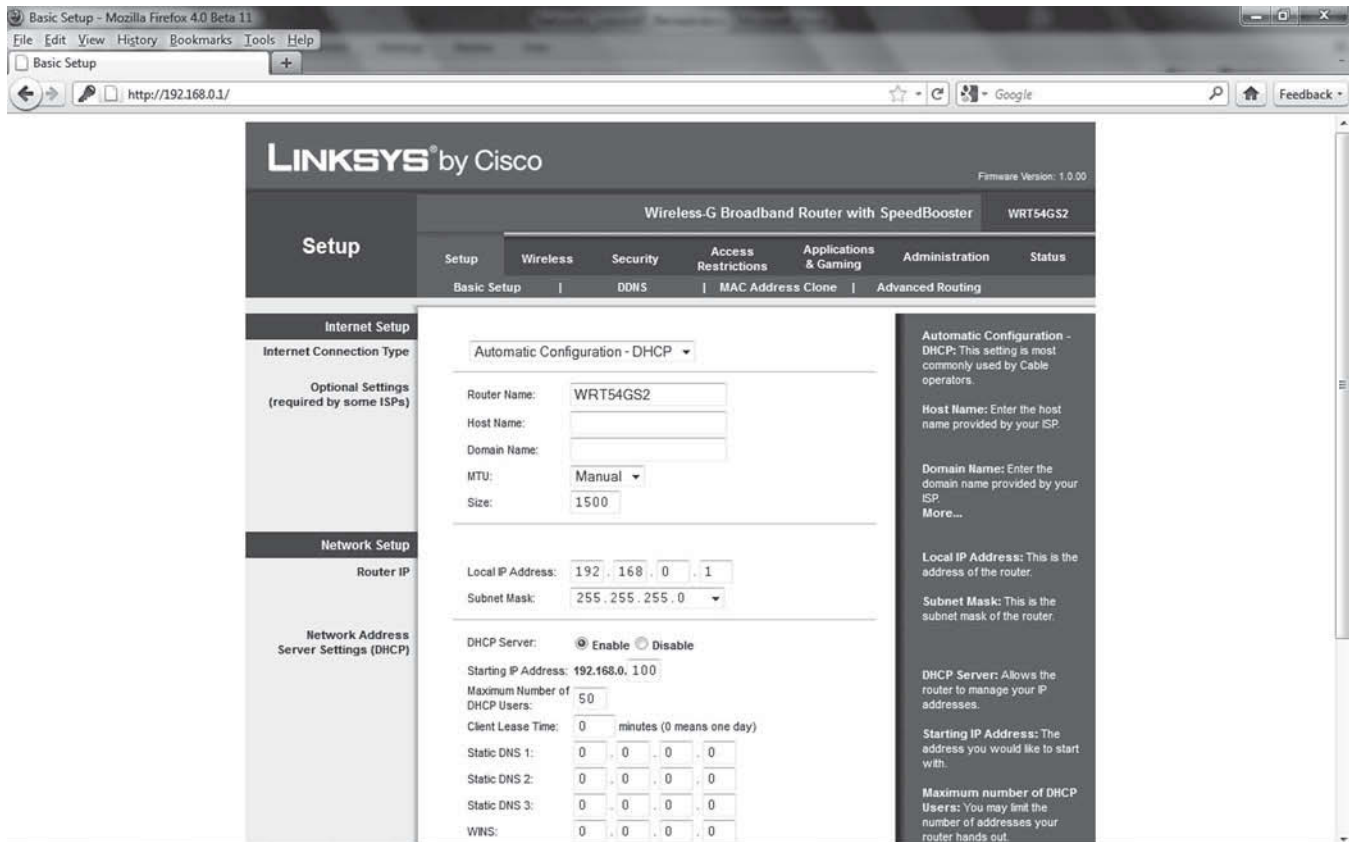 Basic Setup - Mozilla Firefox 4.0 Beta 11
File Edit View History Bookmarks Tools Help
Basic Setup
+
http://192.168.0.1/
Google
Feedback
LINKSYS® by Cisco
Firmware Version: 1.0.00
Wireless-G Broadband Router with SpeedBooster WRT54GS2
Setup
Setup Wireless Security Access Restrictions Applications & Gaming Administration Status
Basic Setup | DDNS | MAC Address Clone | Advanced Routing
Internet Setup
Internet Connection Type
Automatic Configuration - DHCP
Optional Settings
(required by some ISPs)
Router Name: WRT54GS2
Host Name:
Domain Name:
MTU: Manual
Size: 1500
Network Setup
Router IP
Local IP Address: 192 . 168 . 0 . 1
Subnet Mask: 255.255.255.0
Network Address
Server Settings (DHCP)
DHCP Server: Enable Disable
Starting IP Address: 192.168.0. 100
Maximum Number of
DHCP Users: 50
Client Lease Time: 0 minutes (0 means one day)
Static DNS 1: 0 . 0 . 0 . 0
Static DNS 2: 0 . 0 . 0 . 0
Static DNS 3: 0 . 0 . 0 . 0
WINS: 0 . 0 . 0 . 0
Automatic Configuration -
DHCP: This setting is most
commonly used by Cable
operators.
Host Name: Enter the host
name provided by your ISP.
Domain Name: Enter the
domain name provided by your
ISP.
More...
Local IP Address: This is the
address of the router.
Subnet Mask: This is the
subnet mask of the router.
DHCP Server: Allows the
router to manage your IP
addresses.
Starting IP Address: The
address you would like to start
with.
Maximum number of DHCP
Users: You may limit the
number of addresses your
router hands out.